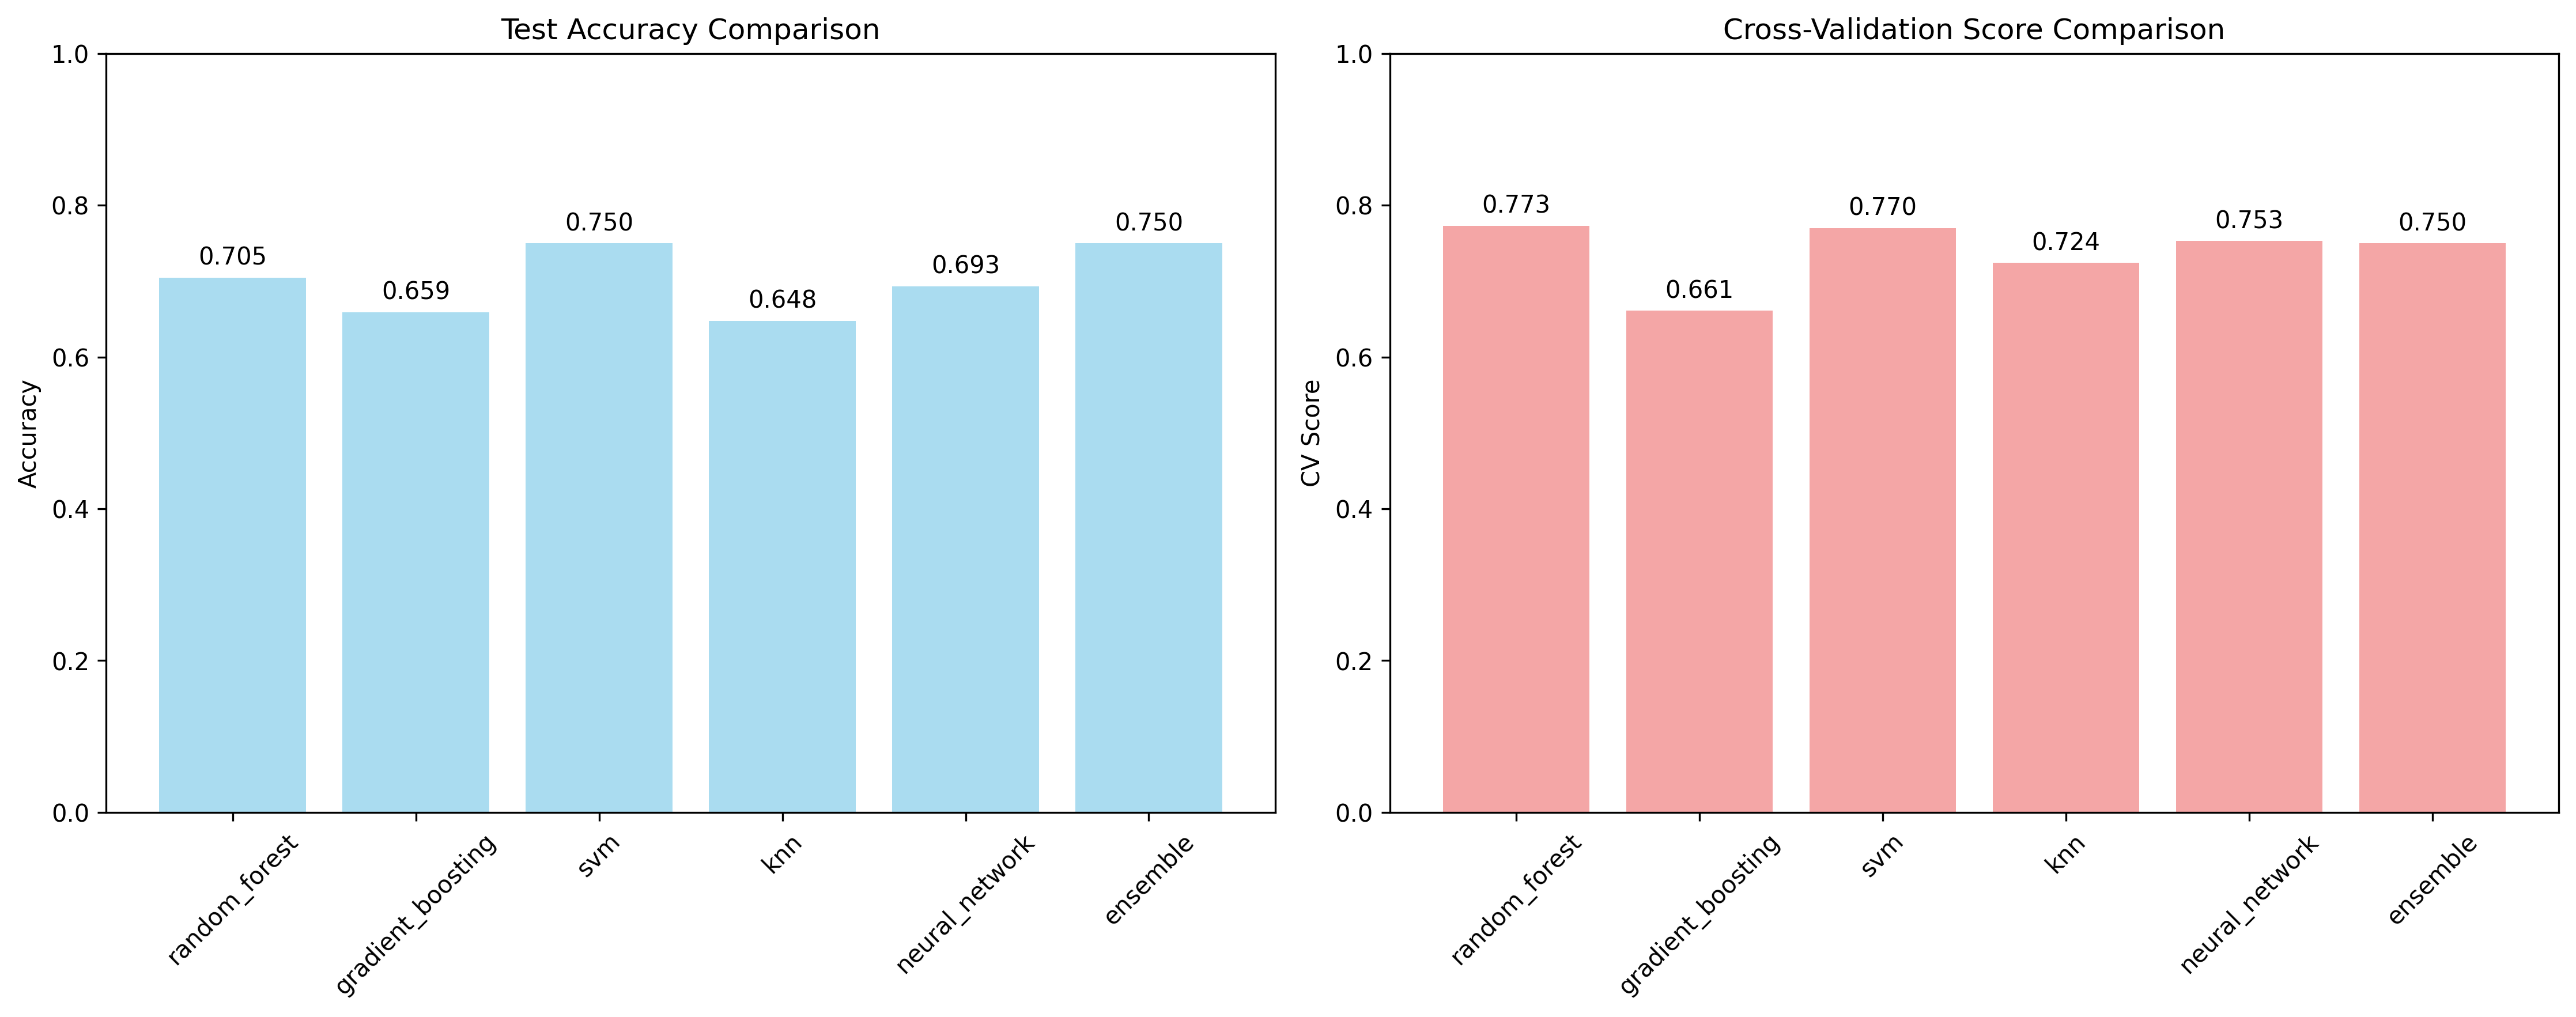 Test Accuracy Comparison
Accuracy
1.0
0.8
0.6
0.4
0.2
0.0
0.705
0.659
0.750
0.648
0.693
0.750
random_forest
gradient_boosting
svm
knn
neural_network
ensemble
Cross-Validation Score Comparison
CV Score
1.0
0.8
0.6
0.4
0.2
0.0
0.773
0.661
0.770
0.724
0.753
0.750
random_forest
gradient_boosting
svm
knn
neural_network
ensemble